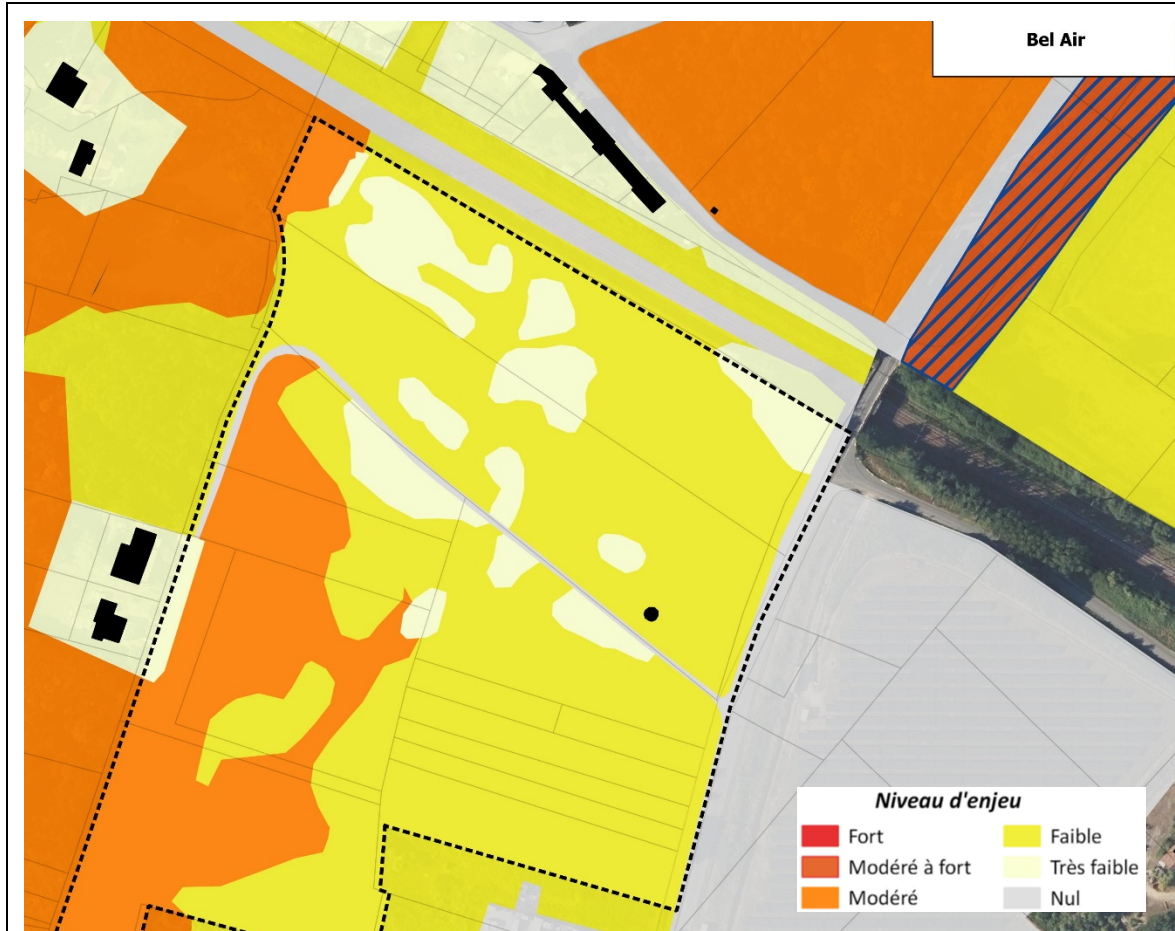 Bel Air
Niveau d'enjeu
Fort
Modéré à fort
Modéré
Faible
Très faible
Nul